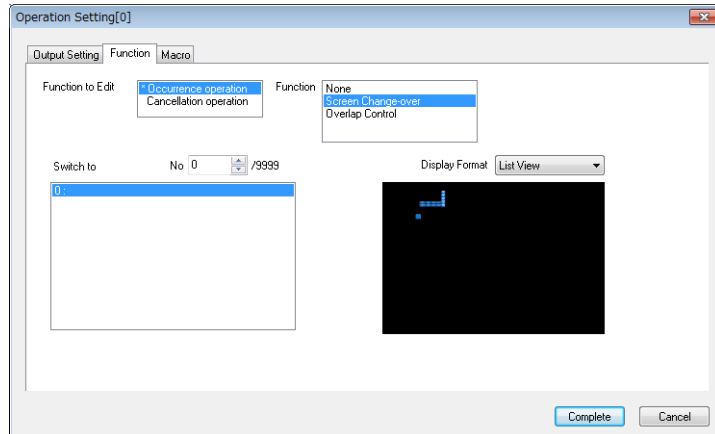 Operation Setting[0]
Output Setting Function Macro
Function to Edit
* Occurrence operation
Cancellation operation
Function
None
Screen Change-over
Overlap Control
Switch to No 0 /9999
Display Format List View
0 :
Complete Cancel